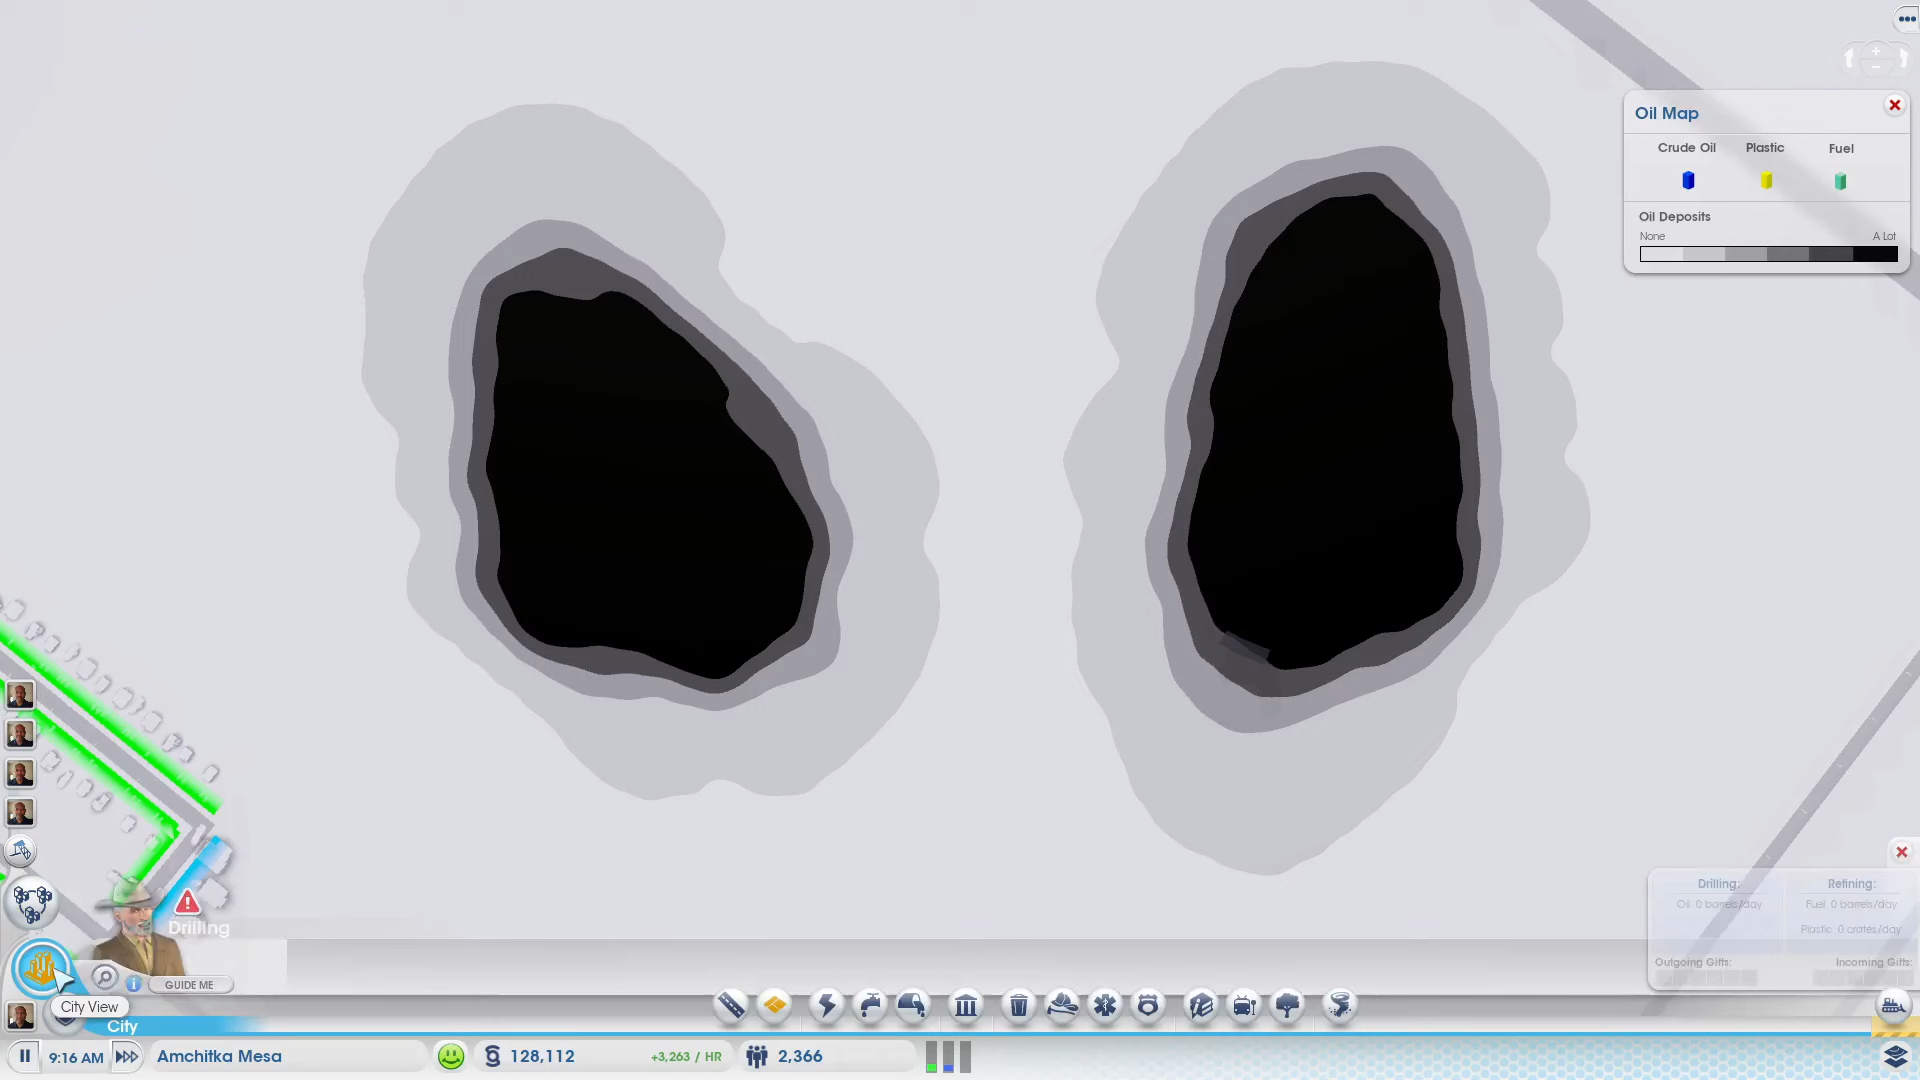 Oil Map
Crude Oil Plastic Fuel
Oil Deposits
None A Lot
Drilling: Refining:
Oil 0 barrels/day Fuel 0 barrels/day
Plastic 0 crates/day
Outgoing Gifts: Incoming Gifts:
Drilling
GUIDE ME
City View
City
9:16 AM Amchitka Mesa 128,112 +3,263 / HR 2,366